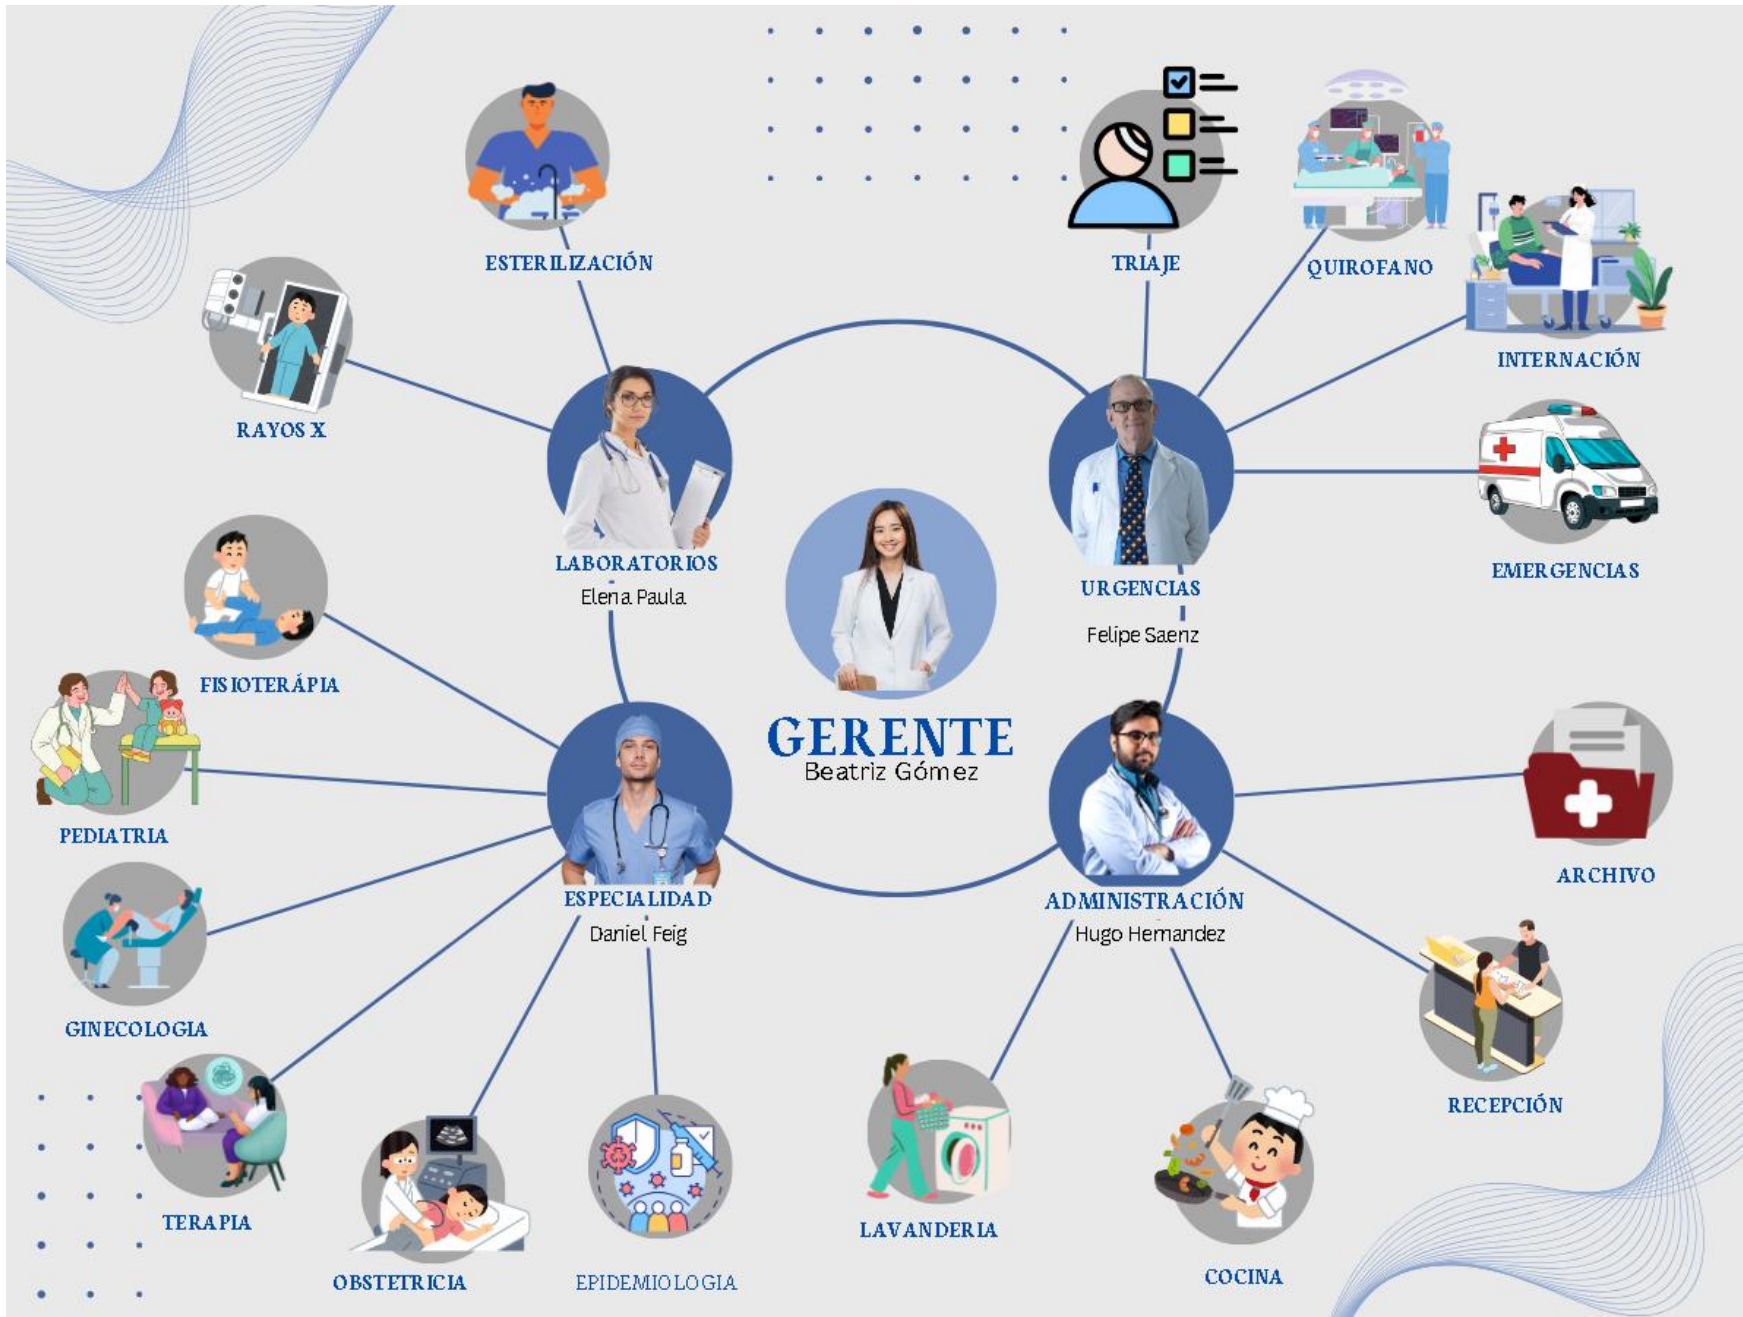 ESTERILIZACIÓN
TRIAJE
QUIROFANO
INTERNACIÓN
RAYOS X
LABORATORIOS
Elena Paula
URGENCIAS
Felipe Saenz
EMERGENCIAS
FISIOTERÁPIA
GERENTE
Beatriz Gómez
PEDIATRIA
ESPECIALIDAD
Daniel Feig
ADMINISTRACIÓN
Hugo Hernandez
ARCHIVO
GINECOLOGIA
RECEPCIÓN
TERAPIA
OBSTETRICIA
EPIDEMIOLOGIA
LAVANDERIA
COCINA